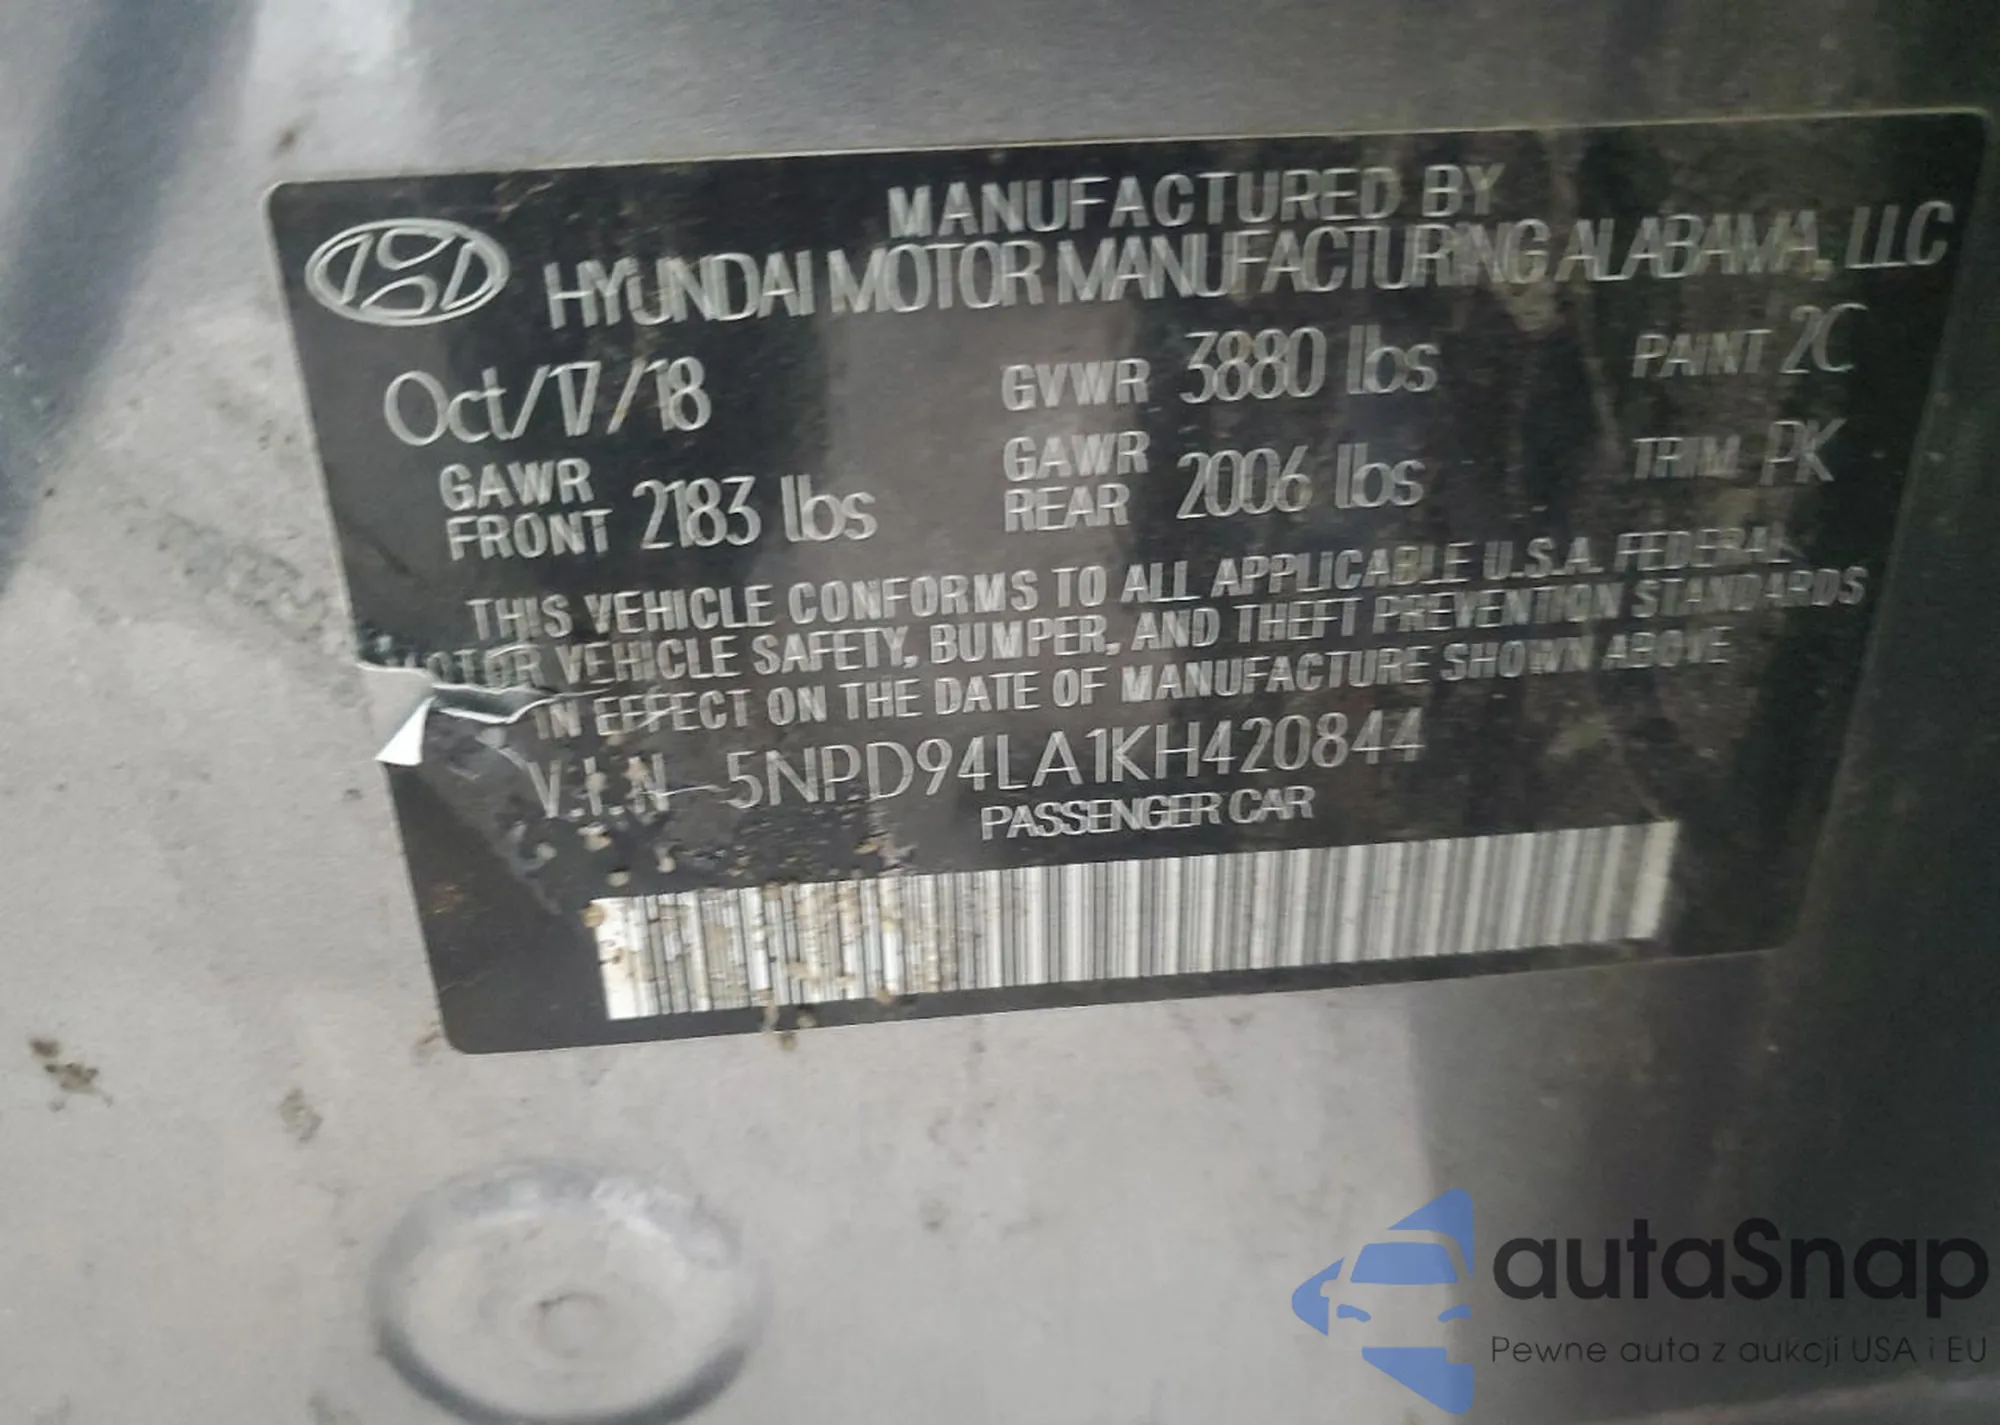 MANUFACTURED BY
HYUNDAI MOTOR MANUFACTURING ALABAMA, LLC
Oct/17/18 GVWR 3880 lbs PAINT 2C
GAWR FRONT 2183 lbs GAWR REAR 2006 lbs TRIM PK
THIS VEHICLE CONFORMS TO ALL APPLICABLE U.S.A. FEDERAL
MOTOR VEHICLE SAFETY, BUMPER, AND THEFT PREVENTION STANDARDS
IN EFFECT ON THE DATE OF MANUFACTURE SHOWN ABOVE
V.I.N 5NPD94LA1KH420844
PASSENGER CAR
autaSnap
Pewne auta z aukcji USA i EU